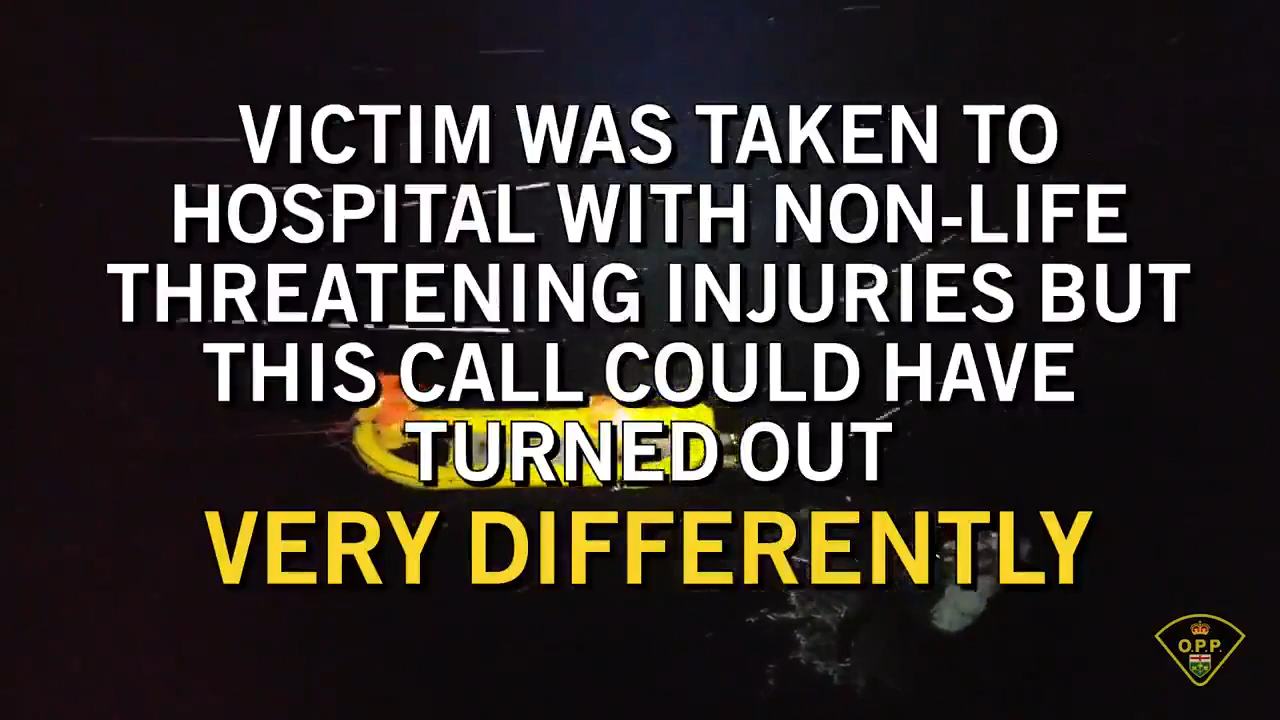 VICTIM WAS TAKEN TO
HOSPITAL WITH NON-LIFE
THREATENING INJURIES BUT
THIS CALL COULD HAVE
TURNED OUT
VERY DIFFERENTLY
O.P.P.